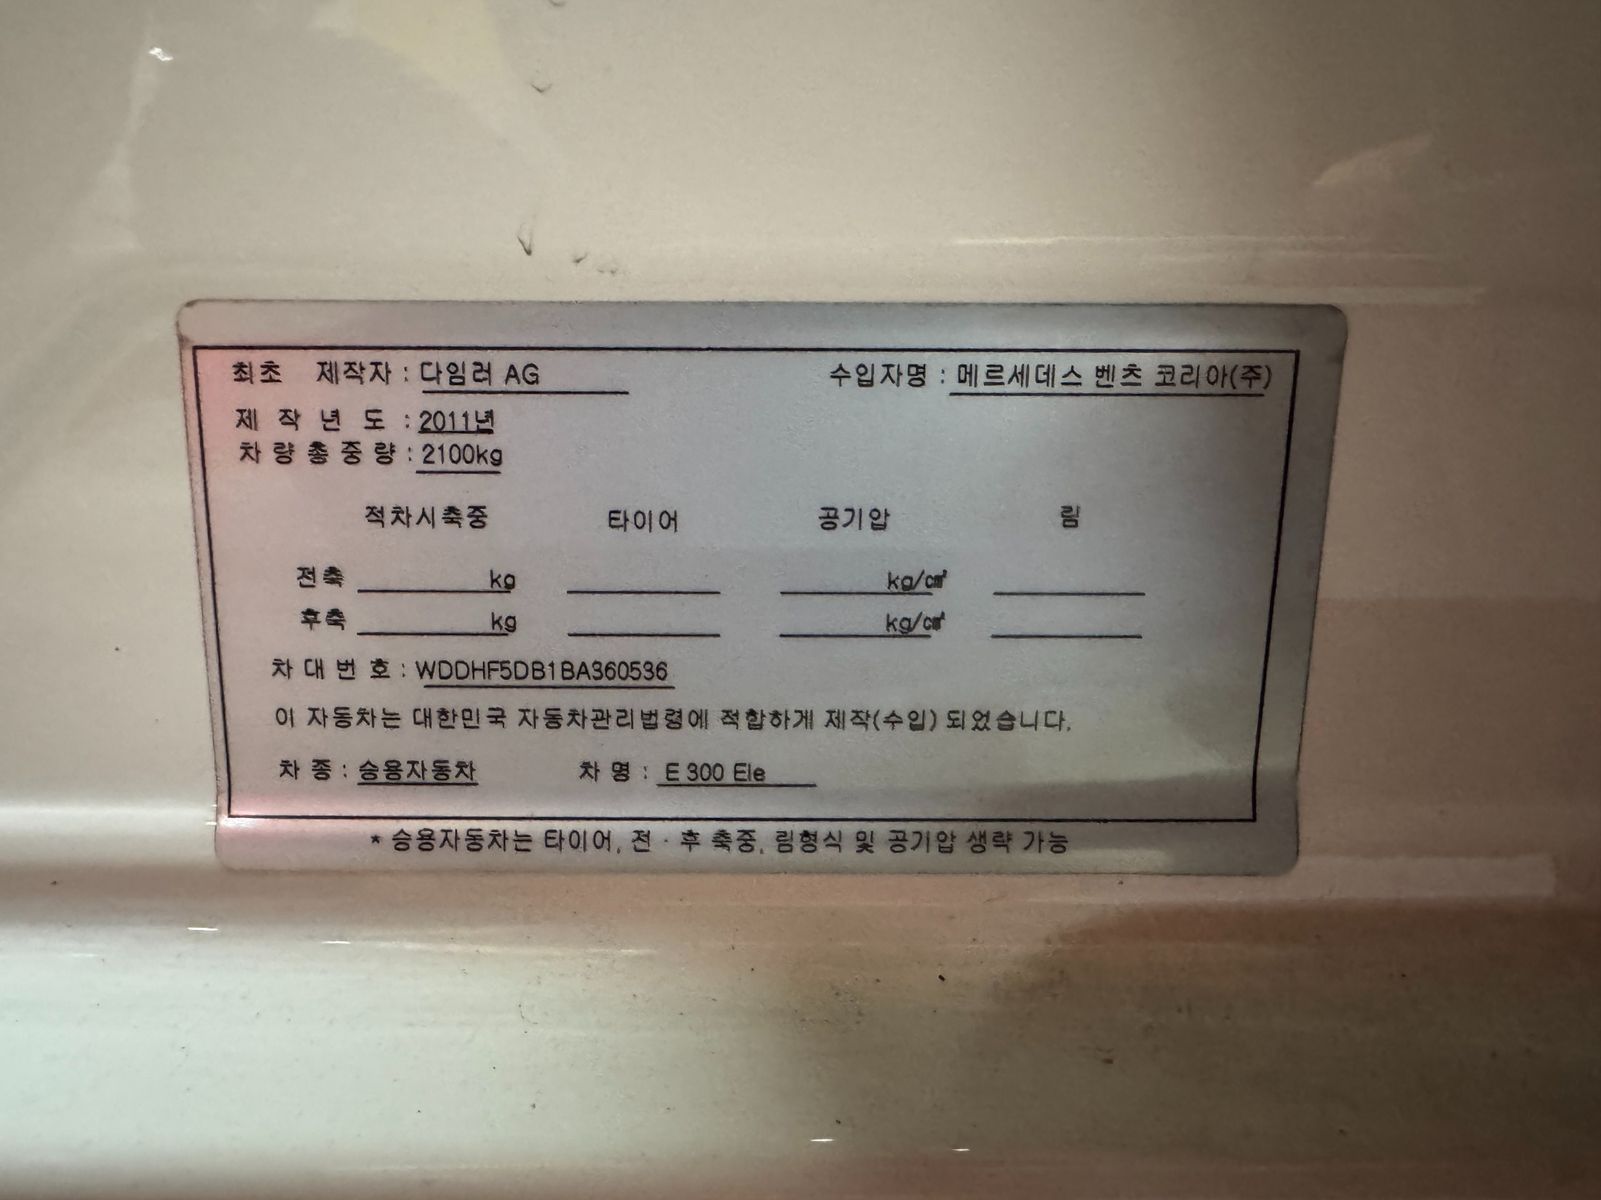 최초 제작자 : 다임러 AG 수입자명 : 메르세데스 벤츠 코리아(주)
제 작 년 도 : 2011년
차 량 총 중 량 : 2100kg
적차시축중 타이어 공기압 림
전축 kg kg/㎠
후축 kg kg/㎠
차 대 번 호 : WDDHF5DB1BA360536
이 자동차는 대한민국 자동차관리법령에 적합하게 제작(수입) 되었습니다.
차 종 : 승용자동차 차 명 : E 300 Ele
* 승용자동차는 타이어, 전 · 후 축중, 림형식 및 공기압 생략 가능